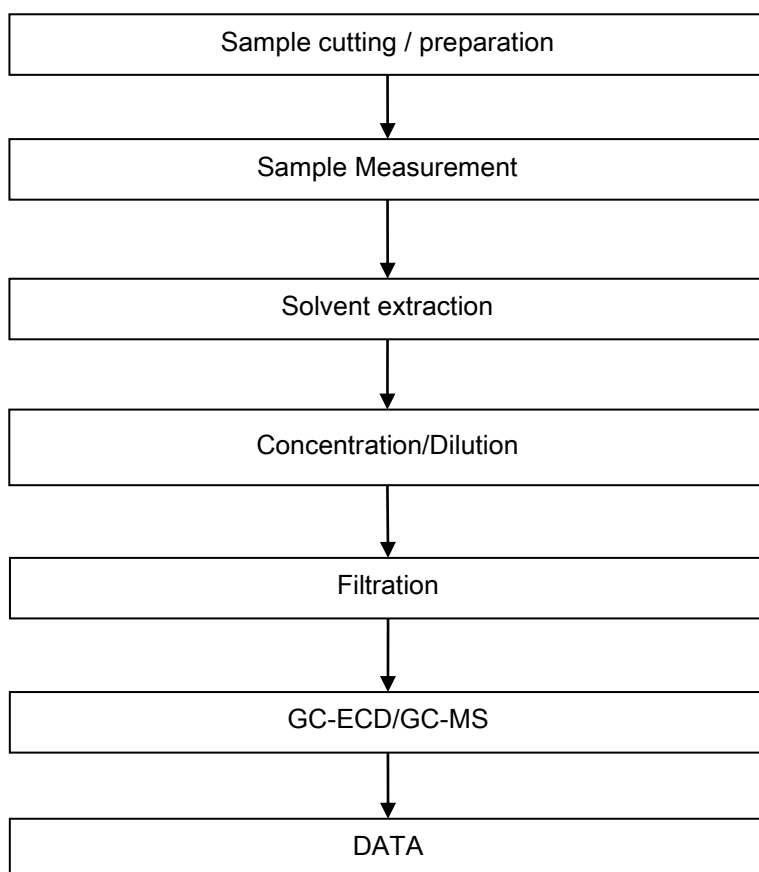 Sample cutting / preparation
Sample Measurement
Solvent extraction
Concentration/Dilution
Filtration
GC-ECD/GC-MS
DATA